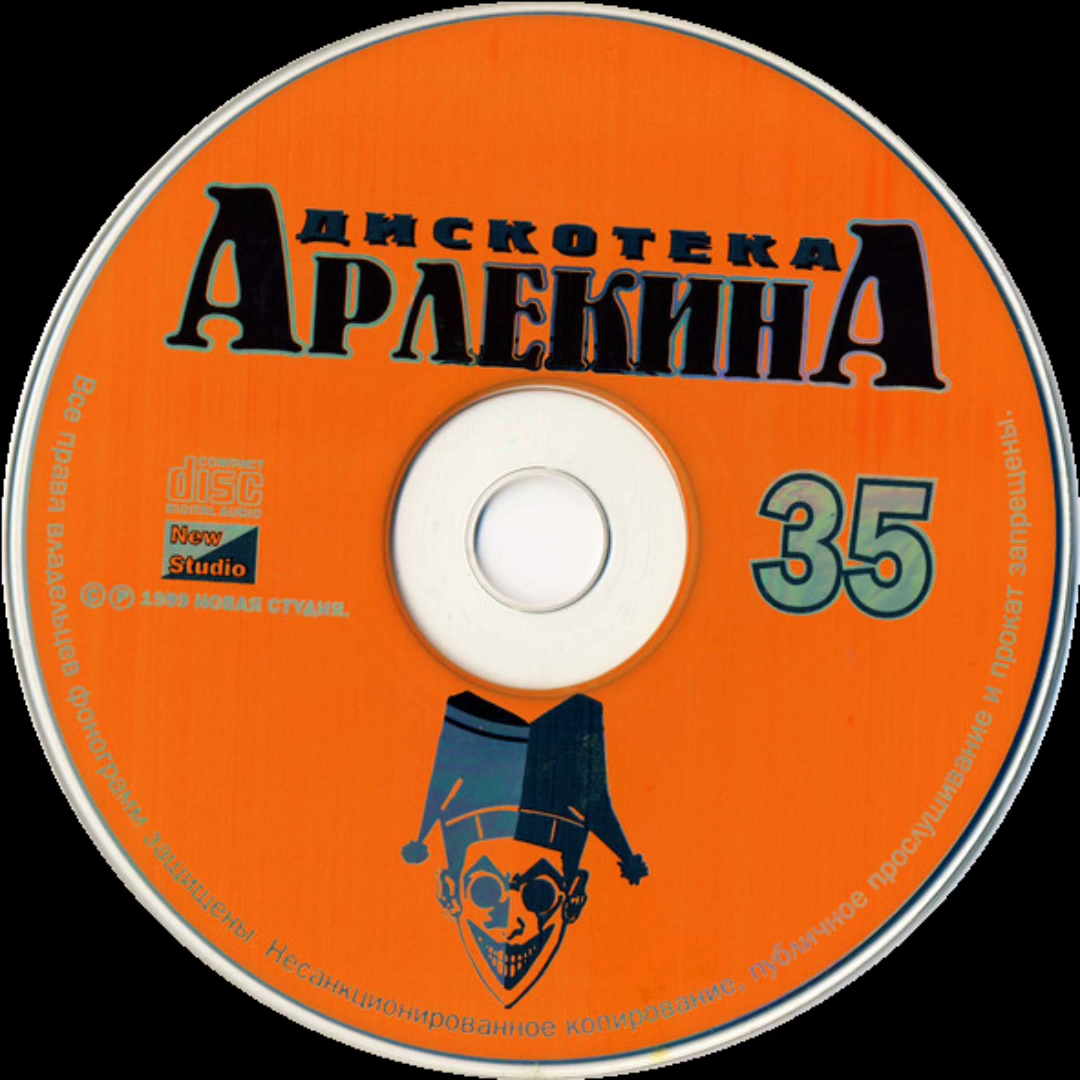 ДИСКОТЕКА
АРЛЕКИНА
COMPACT
disc
DIGITAL AUDIO
New
Studio
© ℗ 1999 НОВАЯ СТУДИЯ.
35
Все права владельцев фонограмм защищены. Несанкционированное копирование, публичное прослушивание и прокат запрещены.